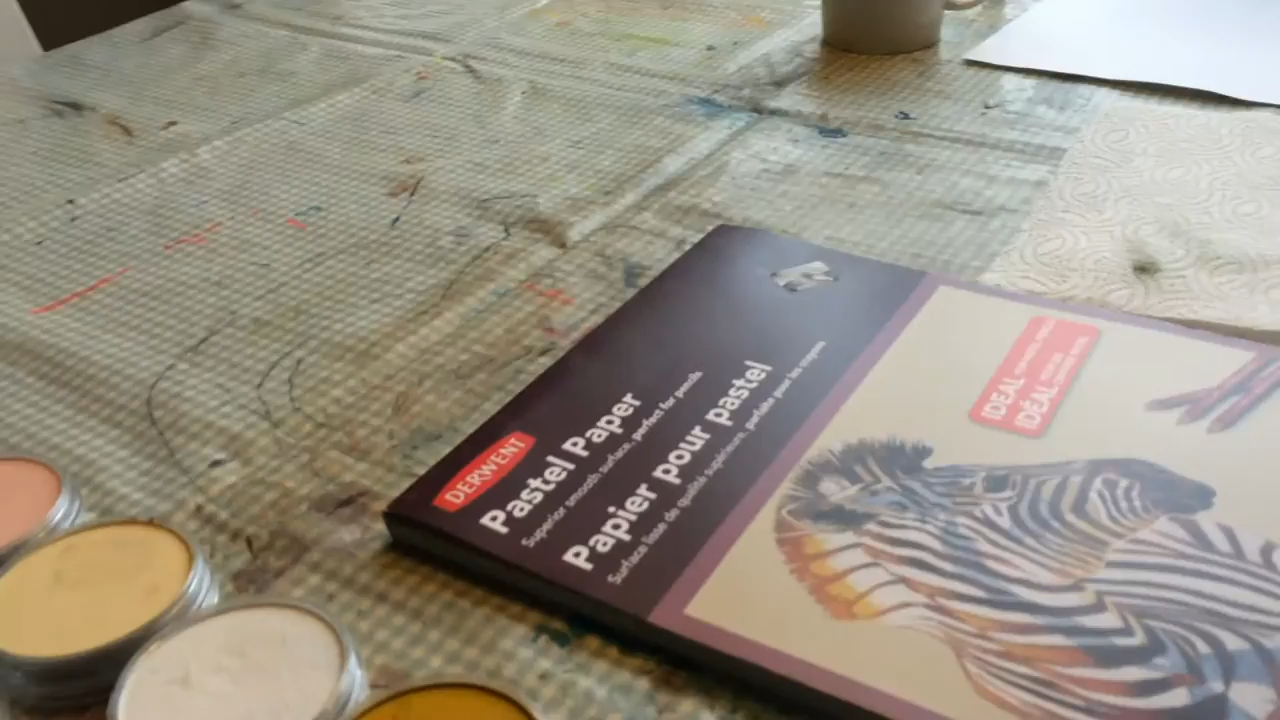 DERWENT
Pastel Paper
Superior smooth surface, perfect for pencils
Papier pour pastel
Surface lisse de qualité supérieure, parfaite pour les crayons
IDEAL
IDÉAL